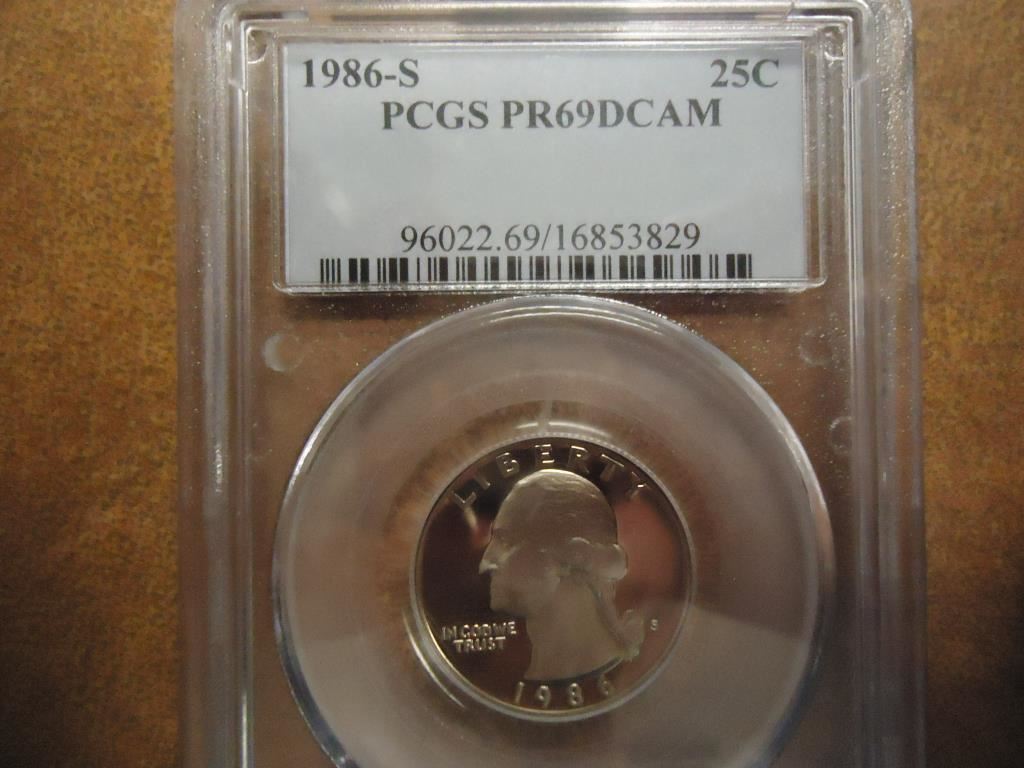 1986-S 25C
PCGS PR69DCAM
96022.69/16853829
LIBERTY
IN GOD WE
TRUST
S
1986